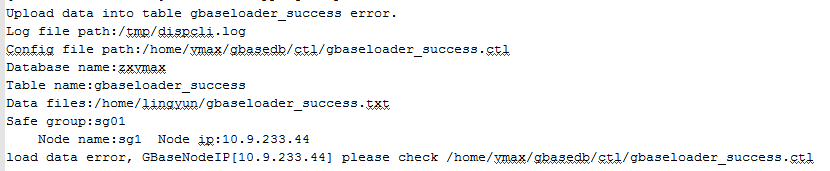 Upload data into table gbaseloader_success error.
Log file path:/tmp/dispcli.log
Config file path:/home/vmax/gbasedb/ctl/gbaseloader_success.ctl
Database name:zxvmax
Table name:gbaseloader_success
Data files:/home/lingyun/gbaseloader_success.txt
Safe group:sg01
Node name:sg1  Node ip:10.9.233.44
load data error, GBaseNodeIP[10.9.233.44] please check /home/vmax/gbasedb/ctl/gbaseloader_success.ctl